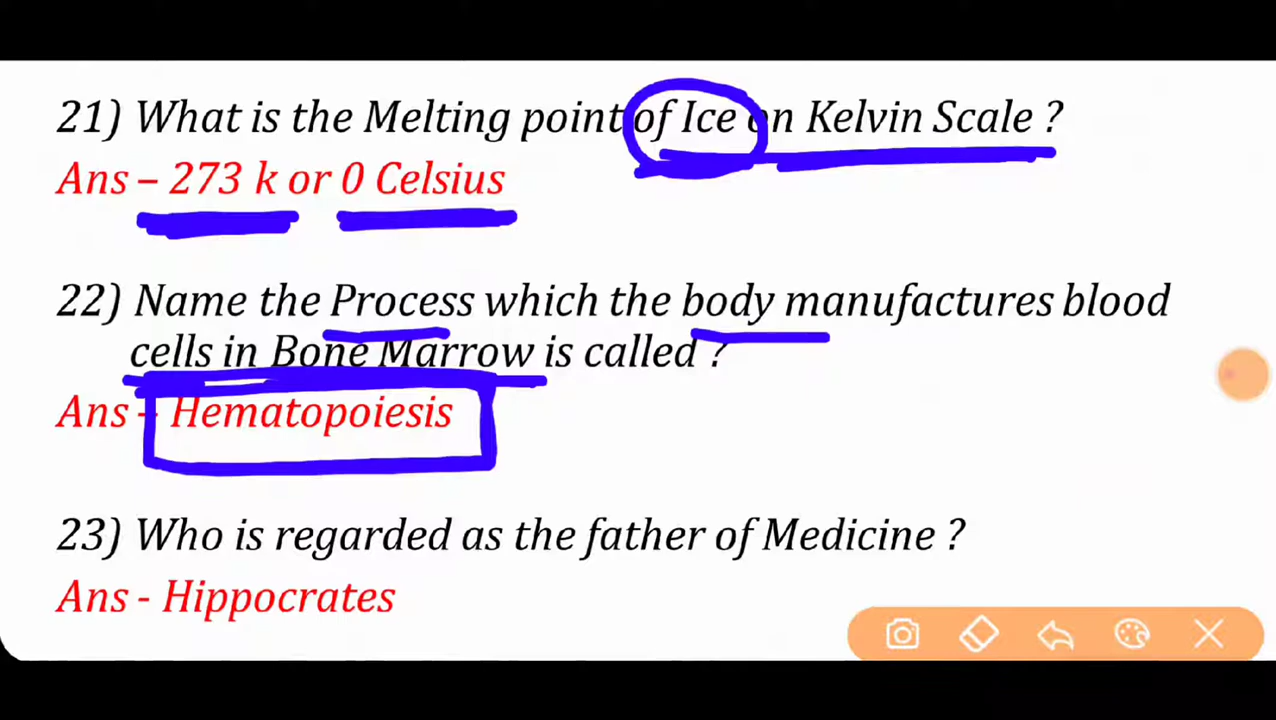 21) What is the Melting point of Ice on Kelvin Scale ?
Ans – 273 k or 0 Celsius
22) Name the Process which the body manufactures blood
cells in Bone Marrow is called ?
Ans – Hematopoiesis
23) Who is regarded as the father of Medicine ?
Ans - Hippocrates